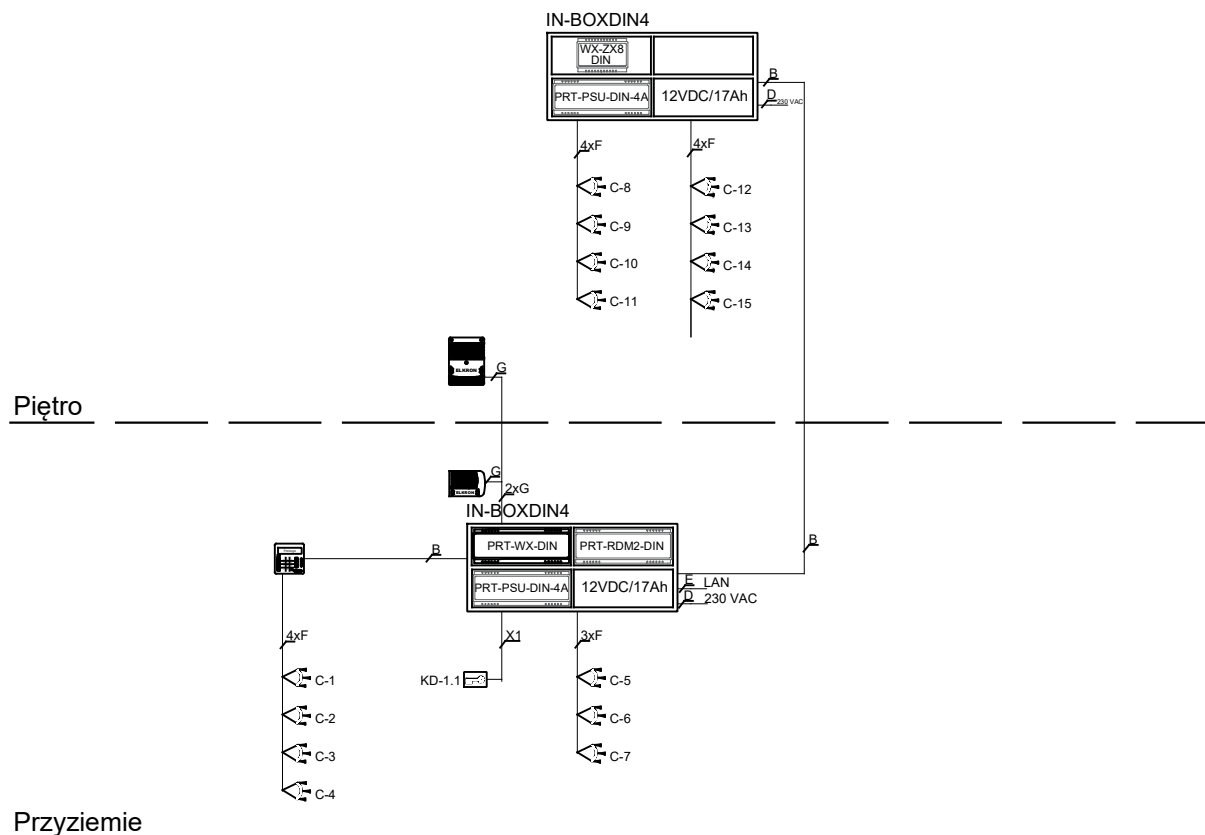 IN-BOXDIN4
WX-ZX8
DIN
PRT-PSU-DIN-4A
12VDC/17Ah
B
D
230 VAC
4xF
4xF
C-8
C-12
C-9
C-13
C-10
C-14
C-11
C-15
ELKRON
G
Piętro
ELKRON
G
2xG
IN-BOXDIN4
PRT-WX-DIN
PRT-RDM2-DIN
B
B
PRT-PSU-DIN-4A
12VDC/17Ah
E LAN
D 230 VAC
4xF
X1
3xF
C-1
KD-1.1
C-5
C-2
C-6
C-3
C-7
C-4
Przyziemie